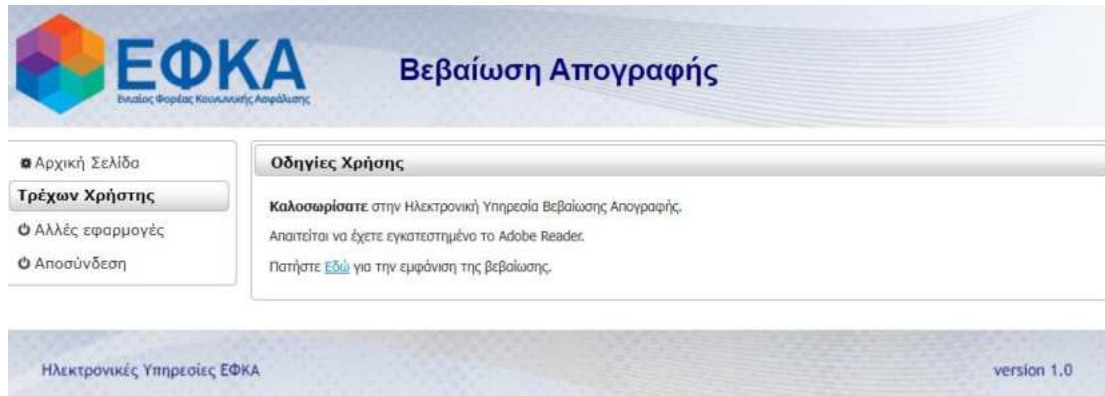 ΕΦΚΑ
Ενιαίος Φορέας Κοινωνικής Ασφάλισης
Βεβαίωση Απογραφής
Αρχική Σελίδα
Τρέχων Χρήστης
Αλλές εφαρμογές
Αποσύνδεση
Οδηγίες Χρήσης
Καλοσωρίσατε στην Ηλεκτρονική Υπηρεσία Βεβαίωσης Απογραφής.
Απαιτείται να έχετε εγκατεστημένο το Adobe Reader.
Πατήστε Εδώ για την εμφάνιση της βεβαίωσης.
Ηλεκτρονικές Υπηρεσίες ΕΦΚΑ
version 1.0